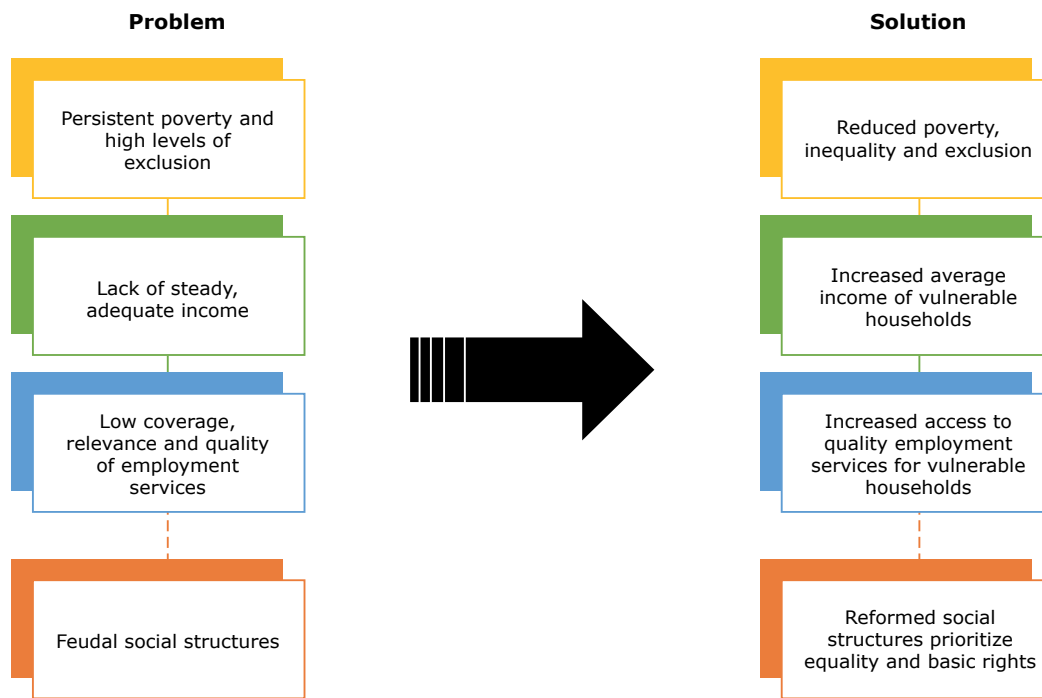 Problem
Persistent poverty and
high levels of
exclusion
Lack of steady,
adequate income
Low coverage,
relevance and quality
of employment
services
Feudal social structures
Solution
Reduced poverty,
inequality and exclusion
Increased average
income of vulnerable
households
Increased access to
quality employment
services for vulnerable
households
Reformed social
structures prioritize
equality and basic rights